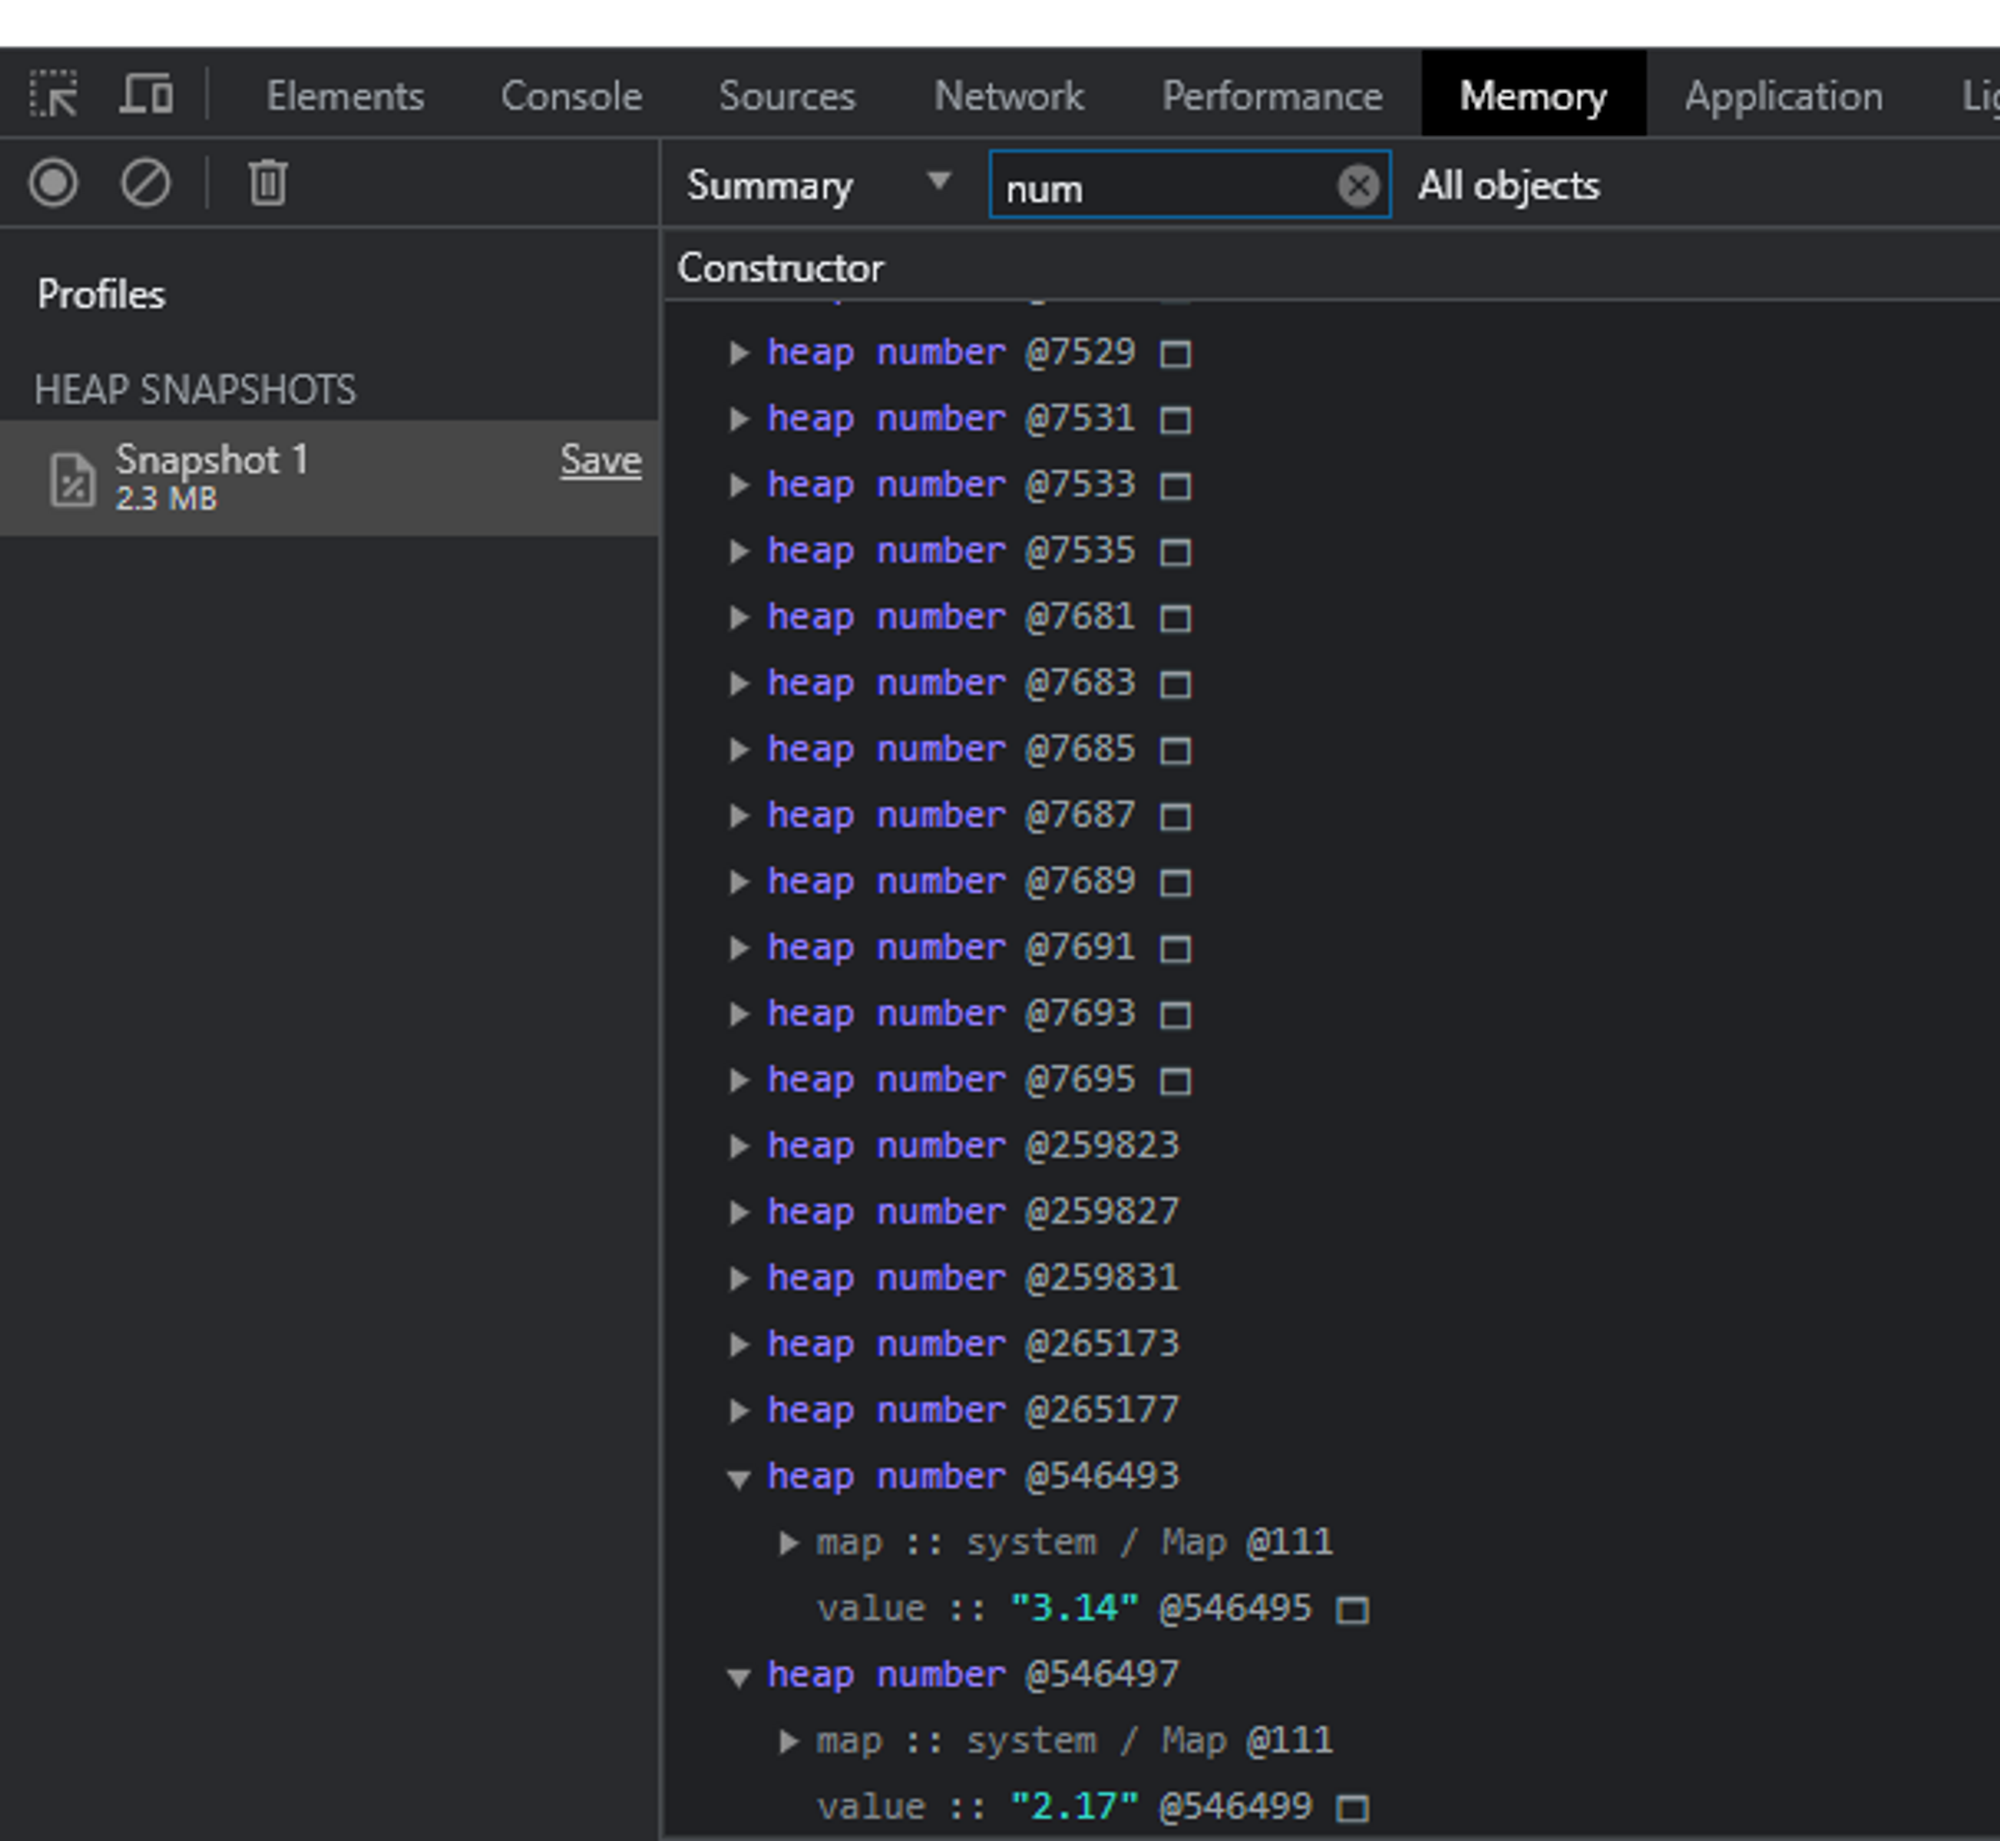 Elements Console Sources Network Performance Memory Application
Summary num All objects
Profiles
HEAP SNAPSHOTS
Snapshot 1 Save
2.3 MB
Constructor
heap number @7529
heap number @7531
heap number @7533
heap number @7535
heap number @7681
heap number @7683
heap number @7685
heap number @7687
heap number @7689
heap number @7691
heap number @7693
heap number @7695
heap number @259823
heap number @259827
heap number @259831
heap number @265173
heap number @265177
heap number @546493
map :: system / Map @111
value :: "3.14" @546495
heap number @546497
map :: system / Map @111
value :: "2.17" @546499